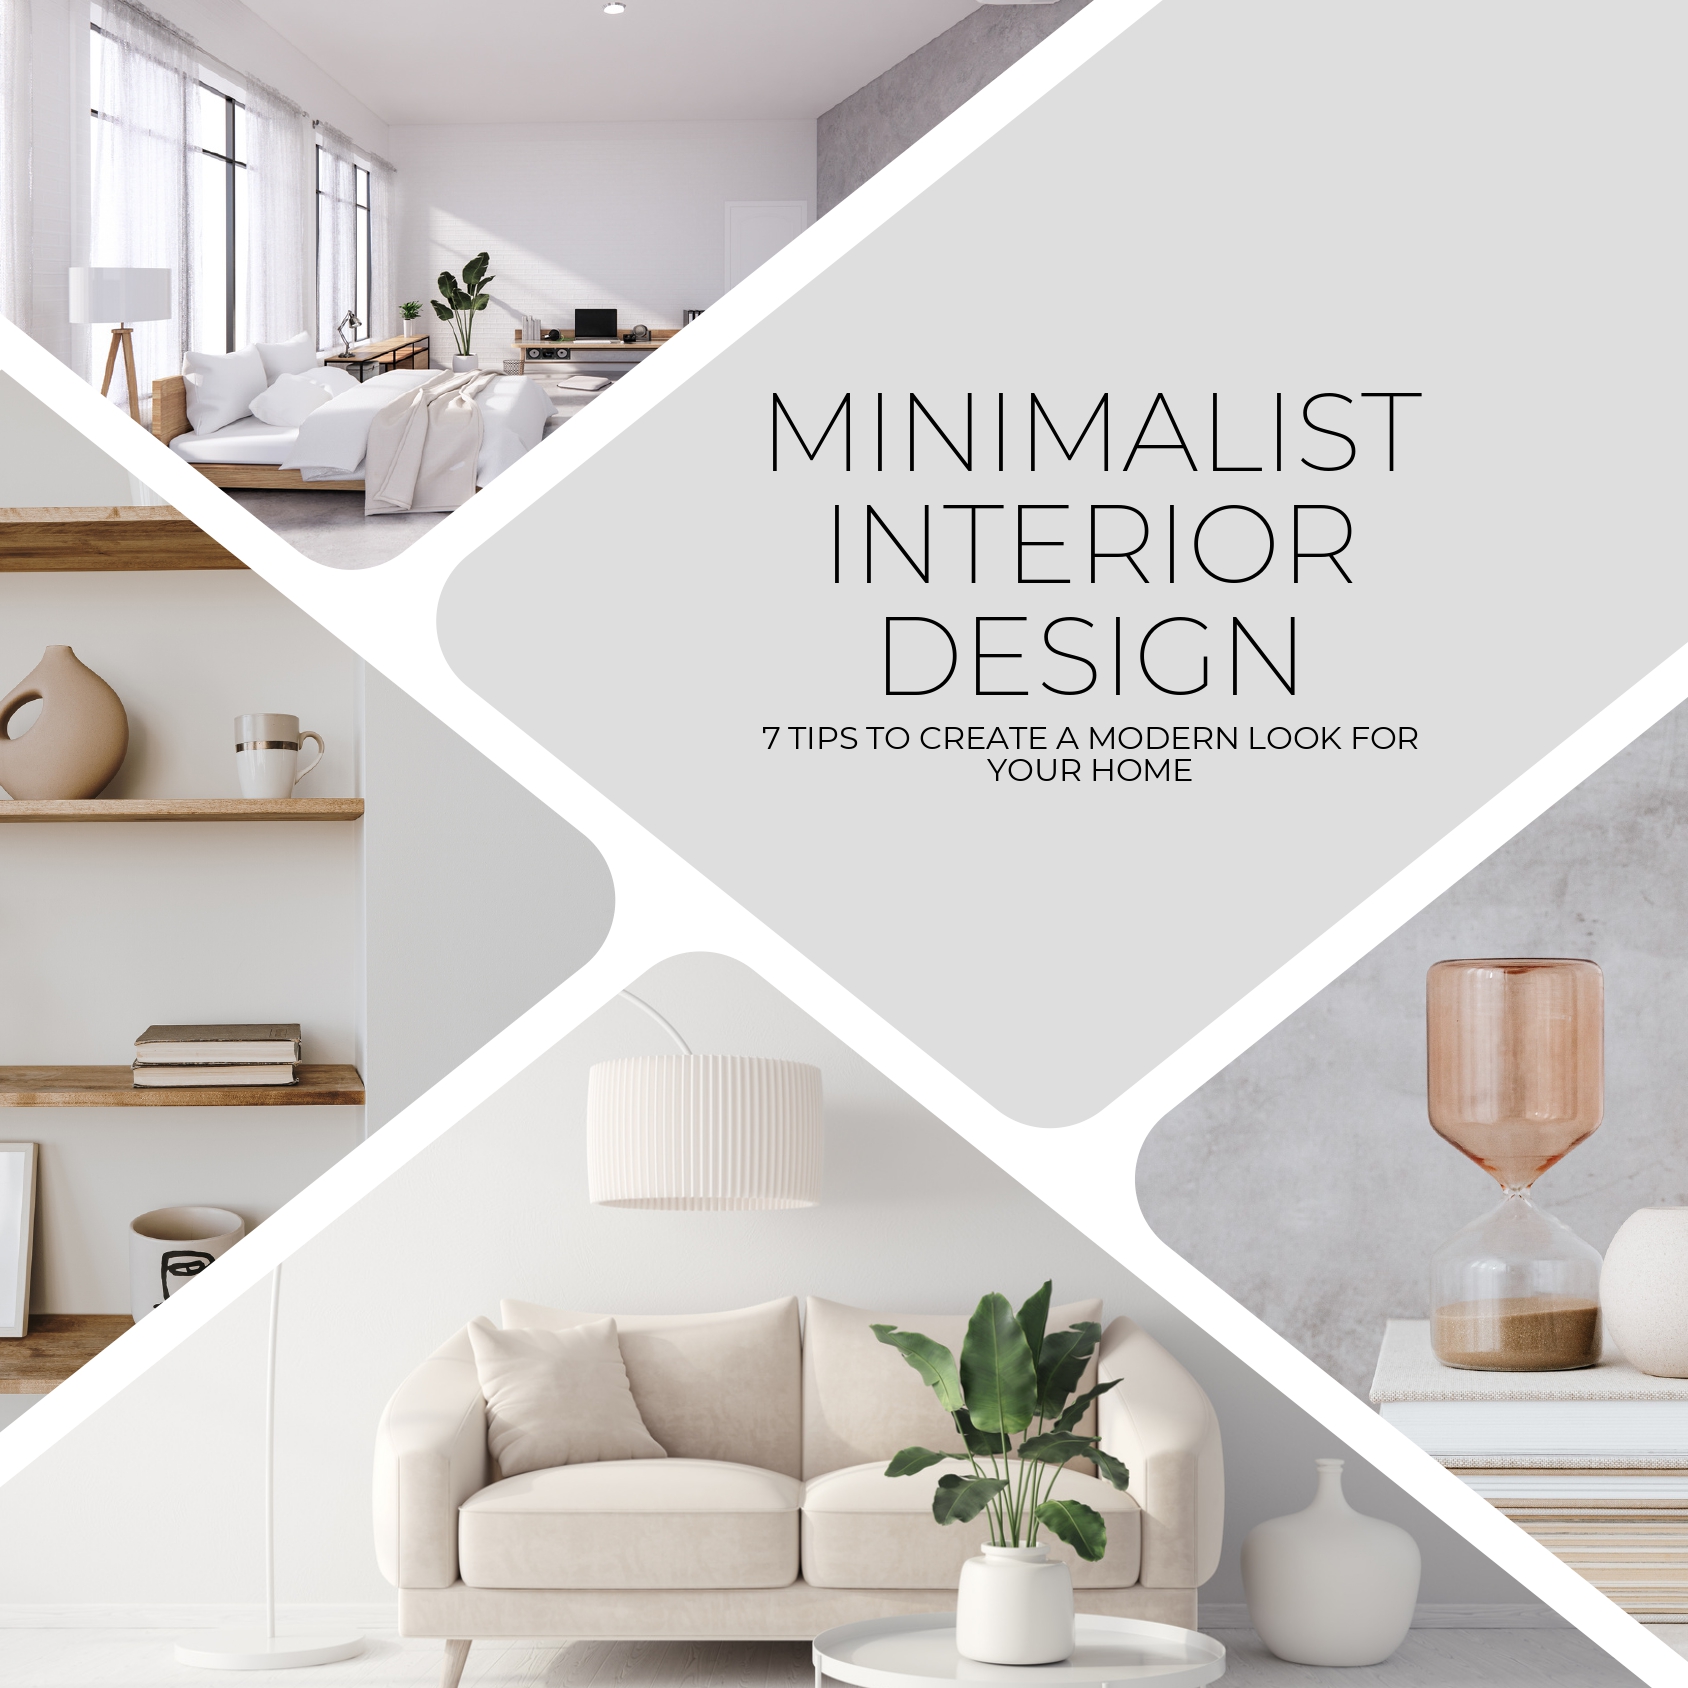 MINIMALIST
INTERIOR
DESIGN
7 TIPS TO CREATE A MODERN LOOK FOR
YOUR HOME